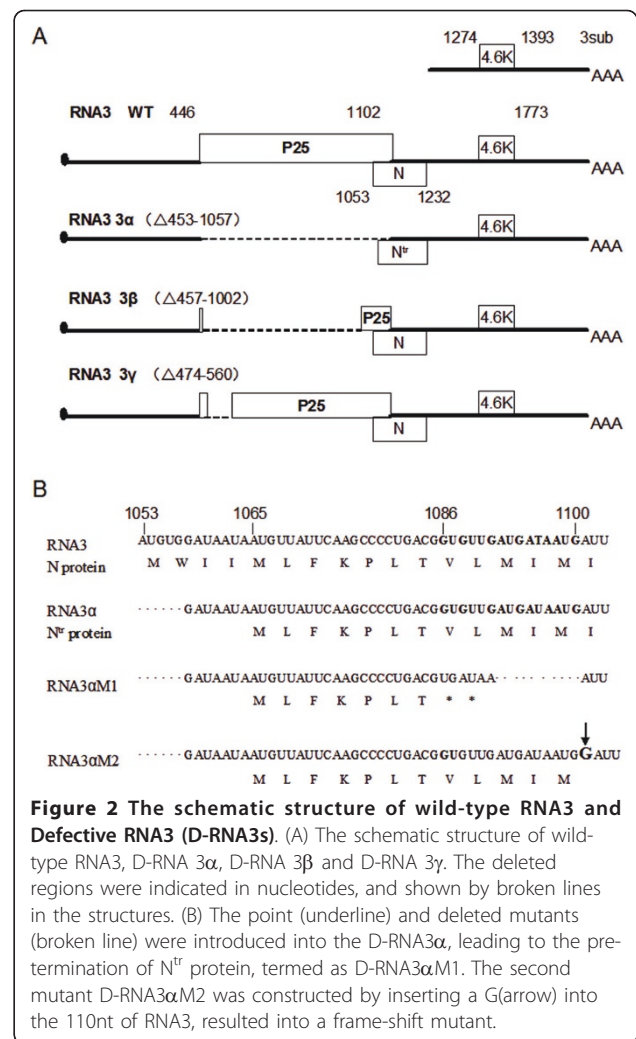 A
1274 1393 3sub
4.6K
AAA
RNA3 WT 446 1102 1773
P25 4.6K
N AAA
1053 1232
RNA3 3α (△453-1057)
4.6K
Nᵗʳ AAA
RNA3 3β (△457-1002)
P25 4.6K
N AAA
RNA3 3γ (△474-560)
P25 4.6K
N AAA
B
1053 1065 1086 1100
RNA3 AUGUGGAUAAUAAUGUUAUUCAAGCCCCUGACGGUGUUGAUGATAAUGAUU
N protein M W I I M L F K P L T V L M I M I
RNA3α ······GAUAAUAAUGUUAUUCAAGCCCCUGACGGUGUUGAUGAUAAUGAUU
Nᵗʳ protein M L F K P L T V L M I M I
RNA3αM1 ······GAUAAUAAUGUUAUUCAAGCCCCUGACGUGAUAA···········AUU
M L F K P L T * *
RNA3αM2 ······GAUAAUAAUGUUAUUCAAGCCCCUGACGGUGUUGAUGAUAAUGGAUU
M L F K P L T V L M I M
Figure 2 The schematic structure of wild-type RNA3 and
Defective RNA3 (D-RNA3s). (A) The schematic structure of wild-
type RNA3, D-RNA 3α, D-RNA 3β and D-RNA 3γ. The deleted
regions were indicated in nucleotides, and shown by broken lines
in the structures. (B) The point (underline) and deleted mutants
(broken line) were introduced into the D-RNA3α, leading to the pre-
termination of Nᵗʳ protein, termed as D-RNA3αM1. The second
mutant D-RNA3αM2 was constructed by inserting a G(arrow) into
the 110nt of RNA3, resulted into a frame-shift mutant.